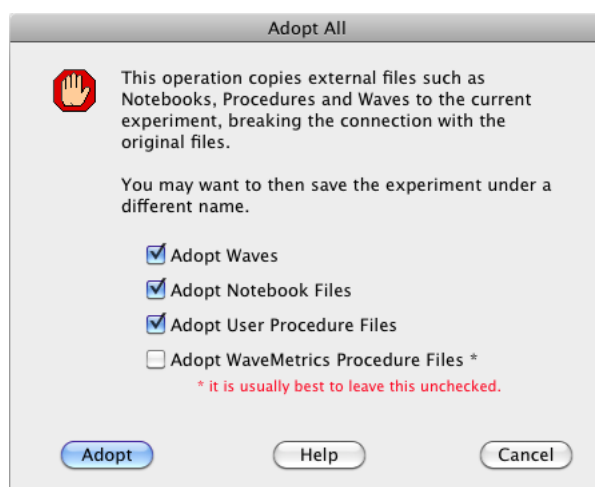 Adopt All
This operation copies external files such as
Notebooks, Procedures and Waves to the current
experiment, breaking the connection with the
original files.
You may want to then save the experiment under a
different name.
Adopt Waves
Adopt Notebook Files
Adopt User Procedure Files
Adopt WaveMetrics Procedure Files *
* it is usually best to leave this unchecked.
Adopt Help Cancel